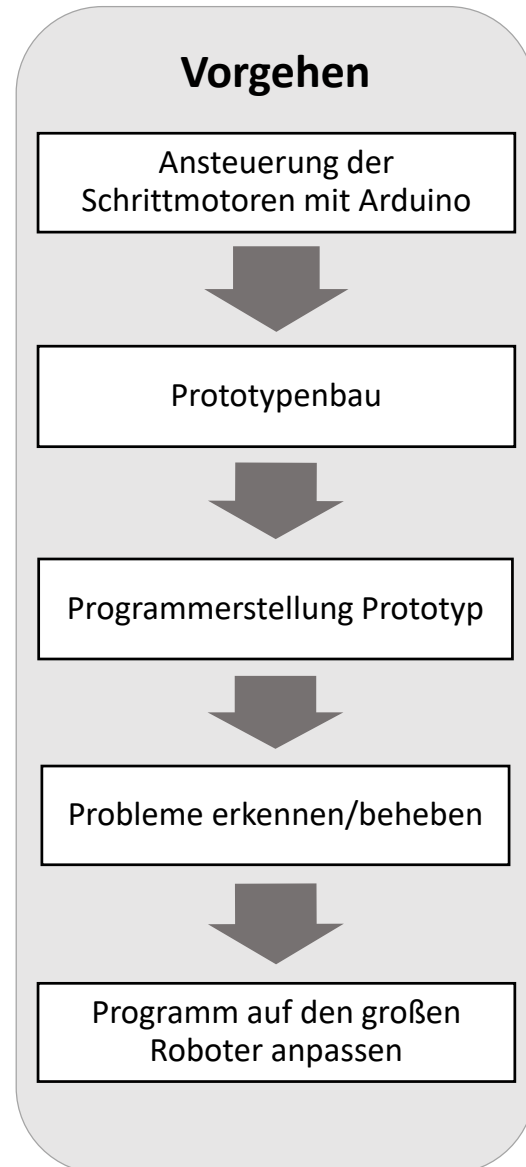 Vorgehen
Ansteuerung der
Schrittmotoren mit Arduino
Prototypenbau
Programmerstellung Prototyp
Probleme erkennen/beheben
Programm auf den großen
Roboter anpassen